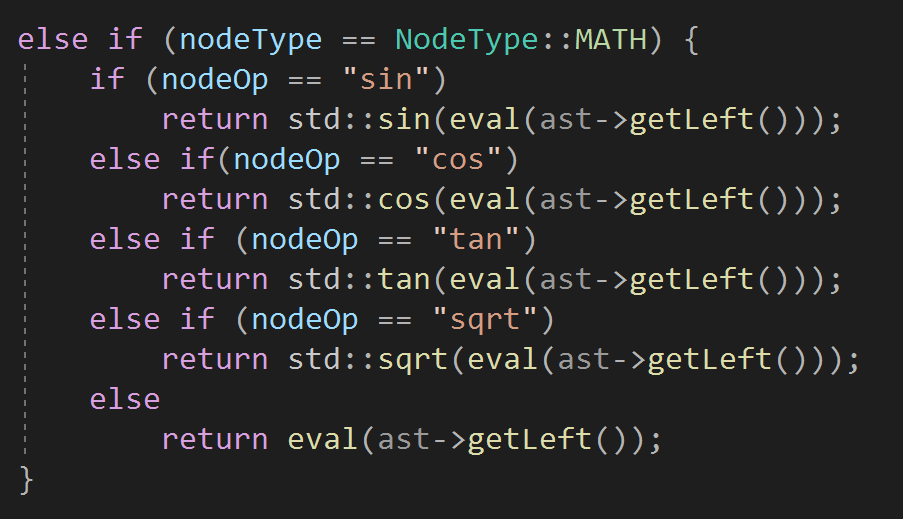 else if (nodeType == NodeType::MATH) {
    if (nodeOp == "sin")
        return std::sin(eval(ast->getLeft()));
    else if(nodeOp == "cos")
        return std::cos(eval(ast->getLeft()));
    else if (nodeOp == "tan")
        return std::tan(eval(ast->getLeft()));
    else if (nodeOp == "sqrt")
        return std::sqrt(eval(ast->getLeft()));
    else
        return eval(ast->getLeft());
}